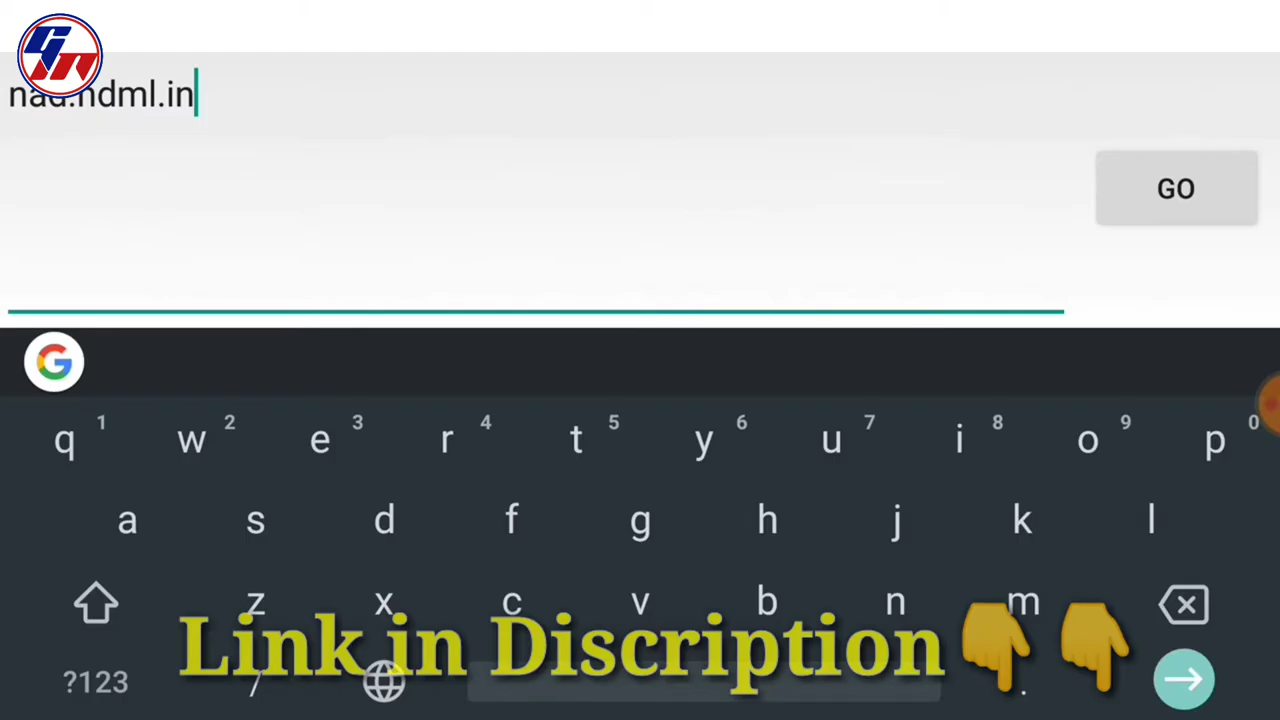 nad.ndml.in
GO
q 1 w 2 e 3 r 4 t 5 y 6 u 7 i 8 o 9 p 0
a s d f g h j k l
z x c v b n m
Link in Discription
?123 / .